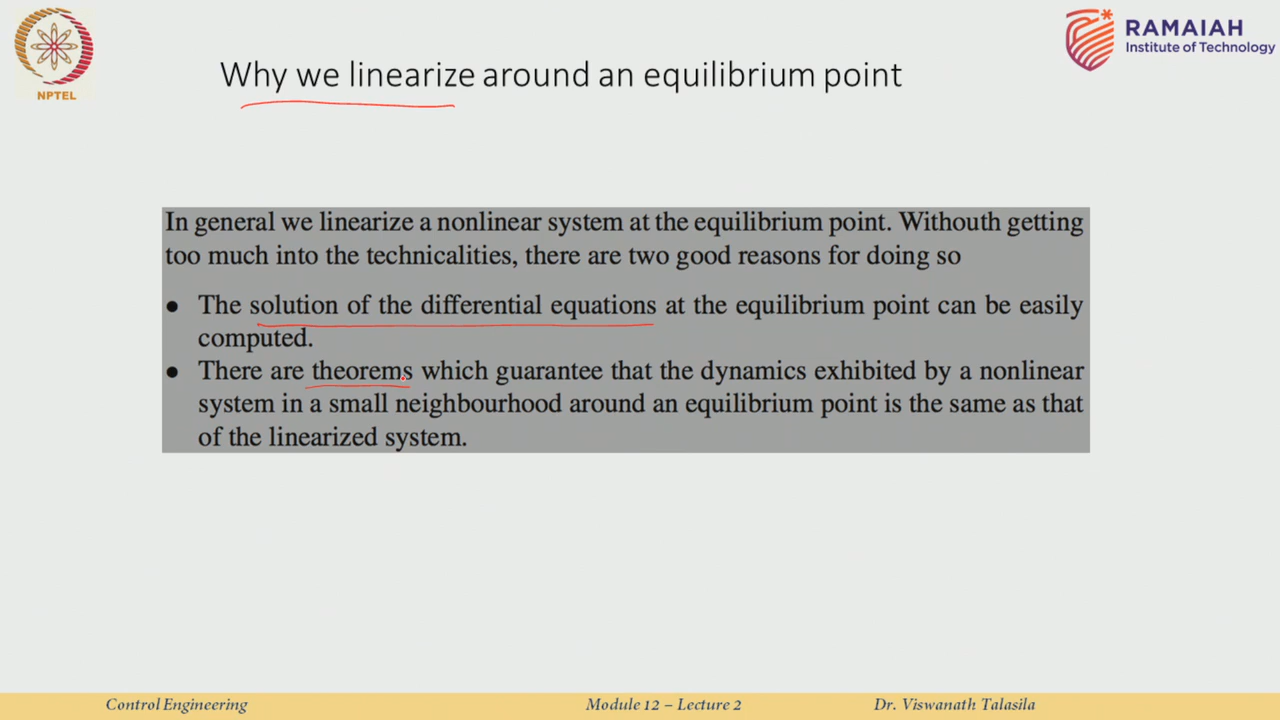 NPTEL
RAMAIAH
Institute of Technology
Why we linearize around an equilibrium point
In general we linearize a nonlinear system at the equilibrium point. Withouth getting
too much into the technicalities, there are two good reasons for doing so
• The solution of the differential equations at the equilibrium point can be easily
computed.
• There are theorems which guarantee that the dynamics exhibited by a nonlinear
system in a small neighbourhood around an equilibrium point is the same as that
of the linearized system.
Control Engineering
Module 12 – Lecture 2
Dr. Viswanath Talasila